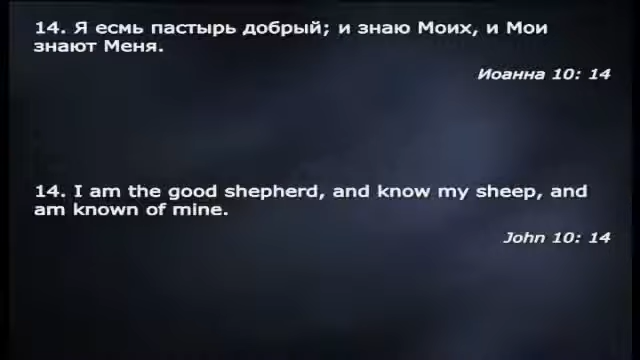 14. Я есмь пастырь добрый; и знаю Моих, и Мои
знают Меня.
Иоанна 10: 14
14. I am the good shepherd, and know my sheep, and
am known of mine.
John 10: 14